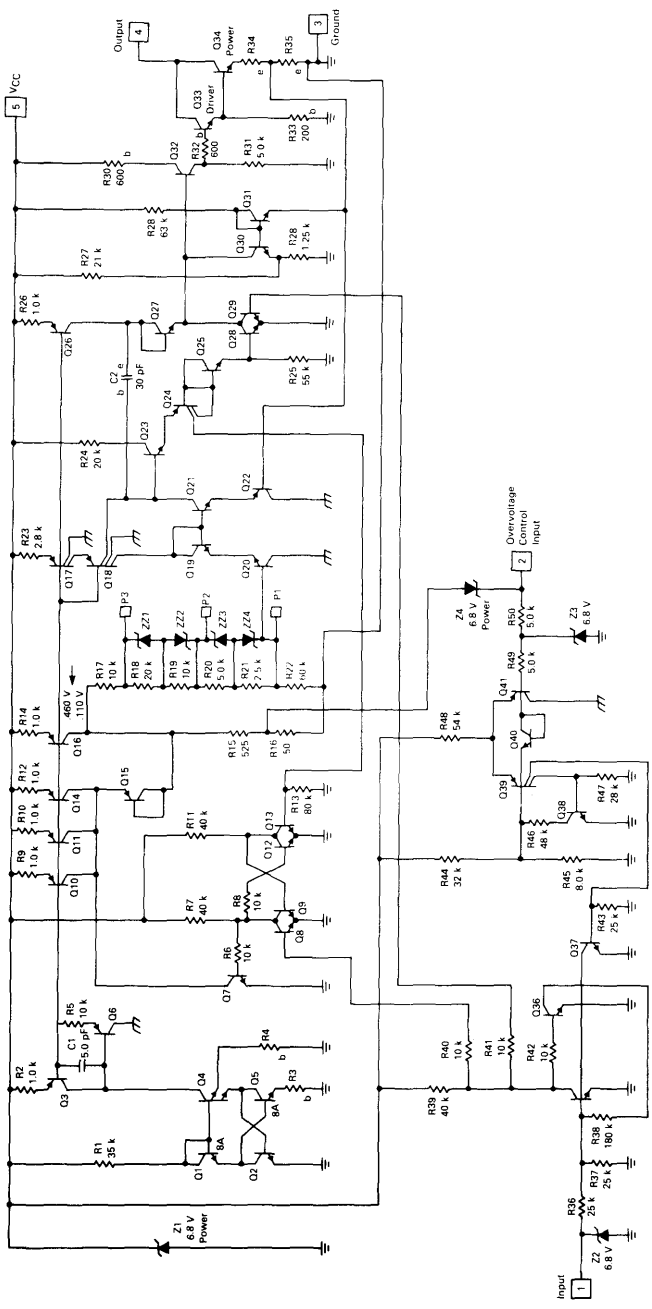 Output
4
5
VCC
3
Ground
R30
600
b
Q32
Q33
Driver
Q34
Power
R34
e
R35
e
R32
600
b
R31
5.0 k
R33
200
b
R27
21 k
R28
63 k
Q30
Q31
R28
1.25 k
R26
1.0 k
Q26
Q27
C2
b
e
30 pF
Q28
Q29
Q25
Q24
R25
55 k
R24
20 k
Q23
R23
2.8 k
Q17
Q18
Q19
Q21
Q20
Q22
P3
ZZ1
ZZ2
P2
ZZ3
ZZ4
P1
460 V
.110 V
R17
10 k
R18
20 k
R19
10 k
R20
5.0 k
R21
2.5 k
R22
60 k
R14
1.0 k
Q16
R15
525
R16
50
R12
1.0 k
Q14
Q15
R10
1.0 k
Q11
R9
1.0 k
Q10
R11
40 k
R7
40 k
R8
10 k
R6
10 k
Q7
Q8
Q9
Q12
Q13
R13
80 k
R2
1.0 k
Q3
R5
10 k
C1
5.0 pF
Q6
R1
35 k
Q1
8A
Q4
R4
b
Q2
Q5
8A
R3
b
Z1
6.8 V
Power
Z4
6.8 V
Power
Overvoltage
Control
Input
2
R50
5.0 k
R49
5.0 k
Z3
6.8 V
R48
54 k
Q41
Q40
Q39
R46
48 k
Q38
R47
28 k
R44
32 k
R45
8.0 k
R43
25 k
Q37
Q36
R40
10 k
R41
10 k
R42
10 k
R39
40 k
R38
180 k
R37
25 k
R36
25 k
Z2
6.8 V
Input
1